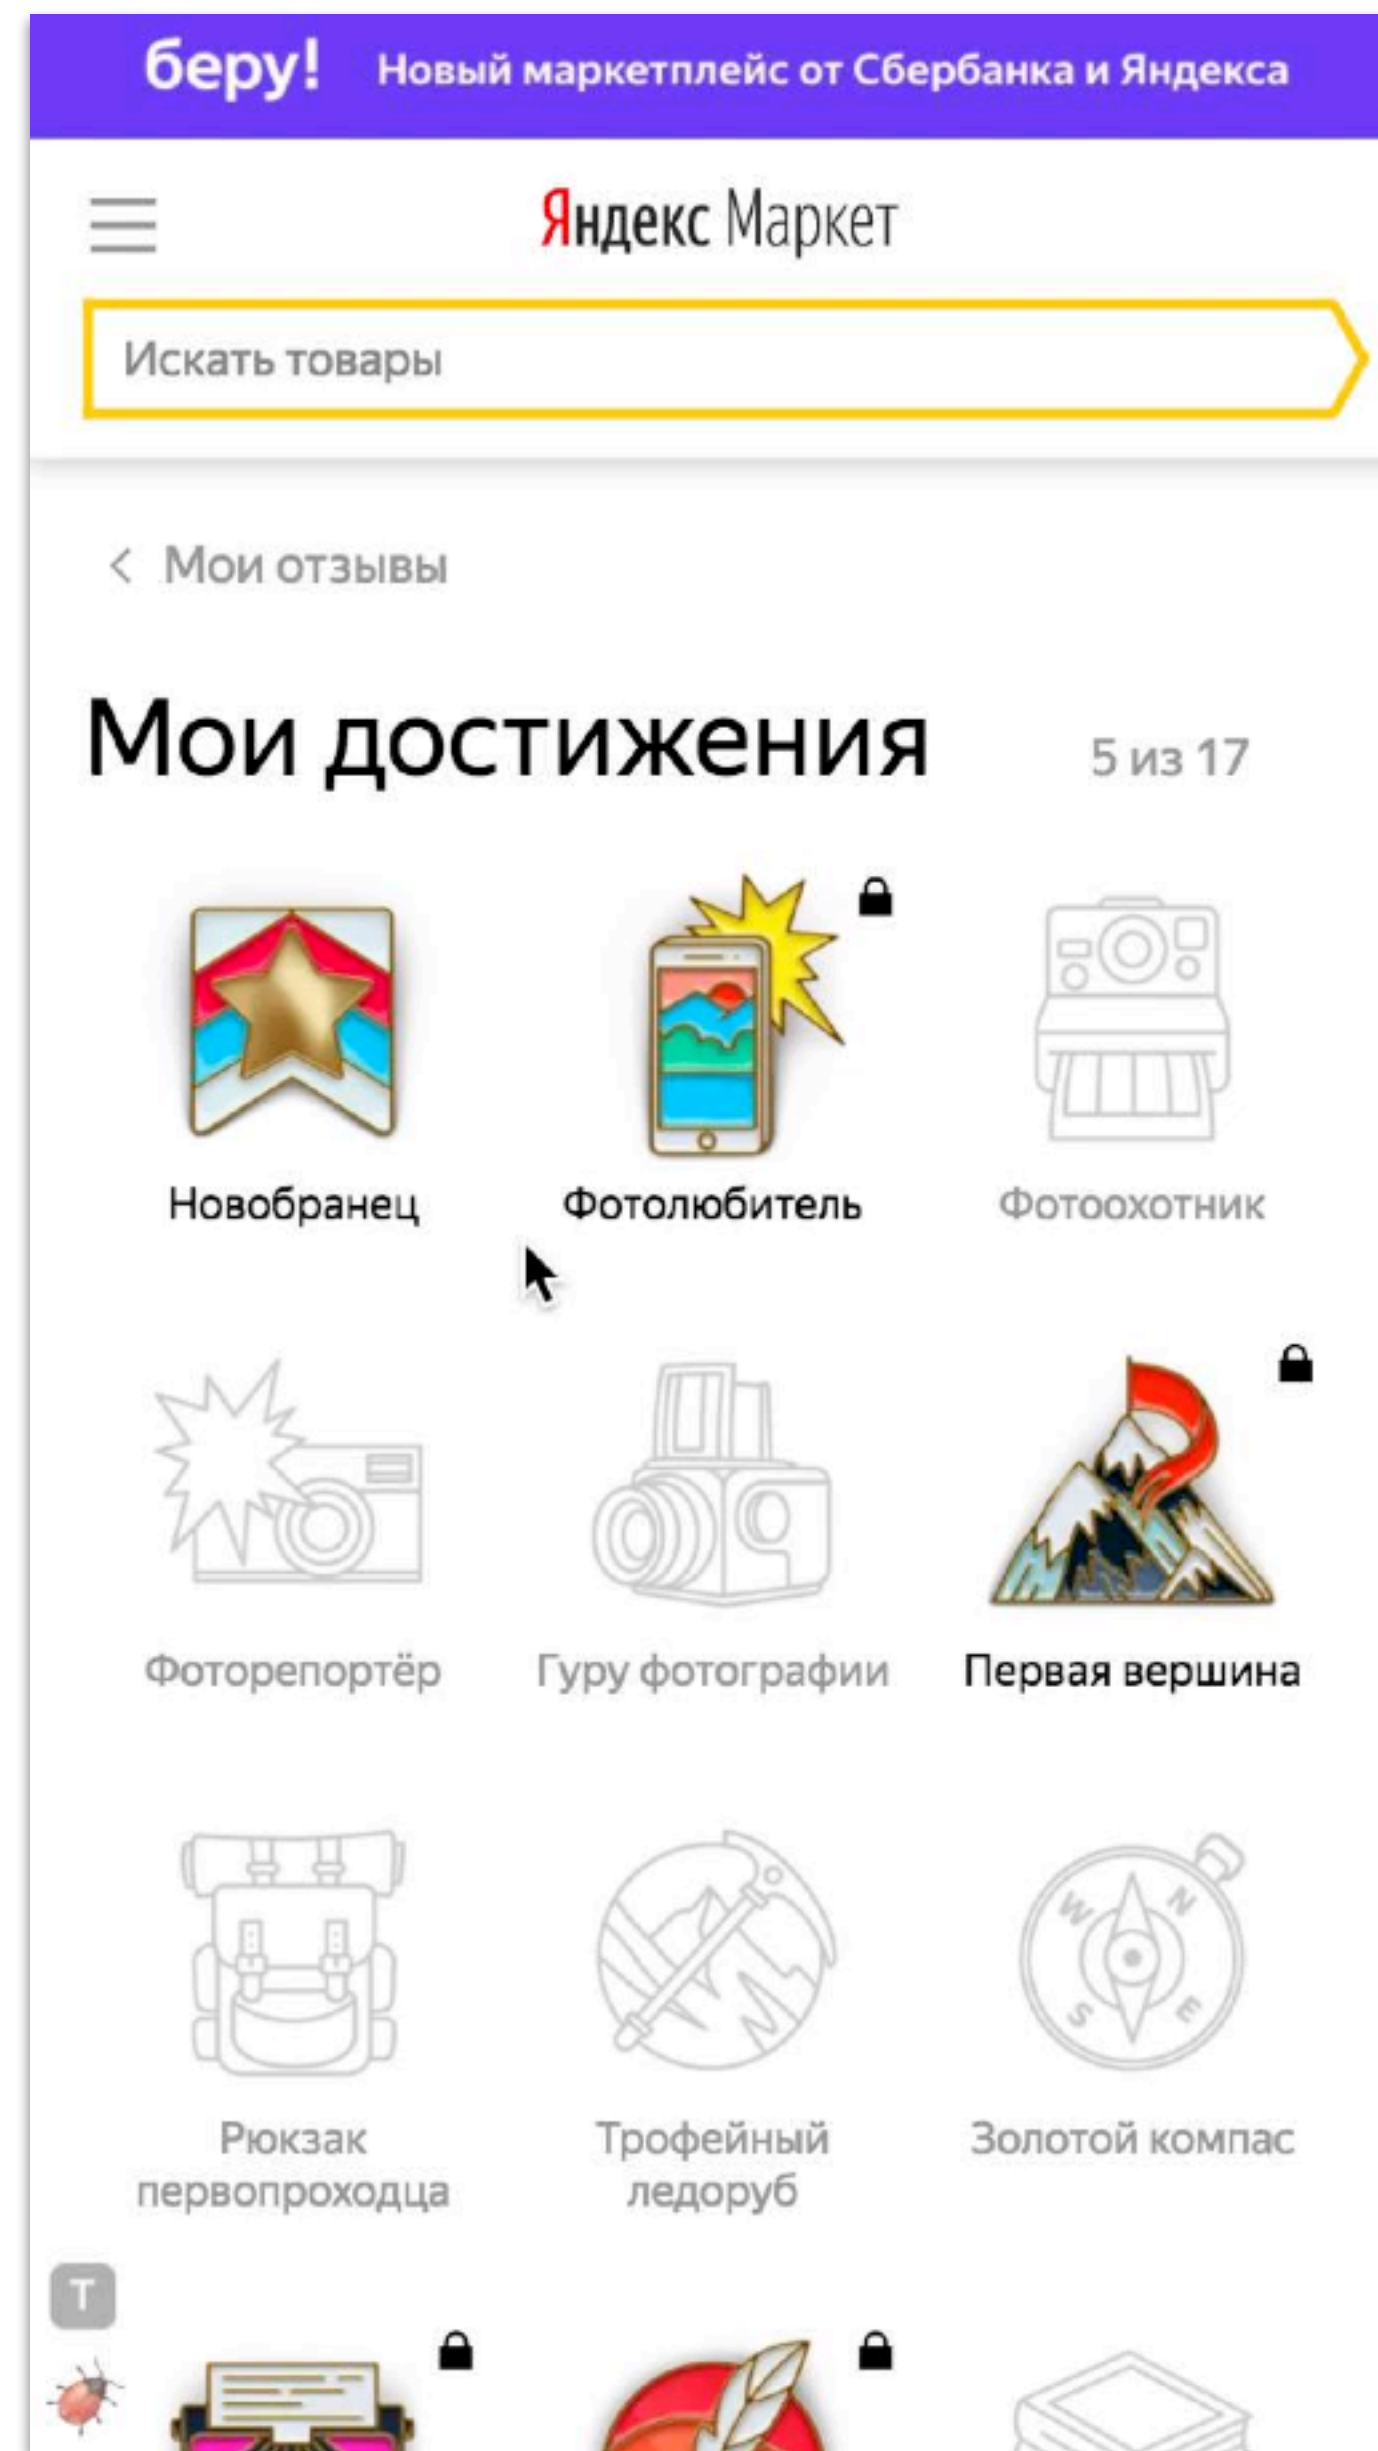 беру! Новый маркетплейс от Сбербанка и Яндекса
Яндекс Маркет
Искать товары
< Мои отзывы
Мои достижения 5 из 17
Новобранец Фотолюбитель Фотоохотник
Фоторепортёр Гуру фотографии Первая вершина
W N
S E
Рюкзак Трофейный Золотой компас
первопроходца ледоруб
T